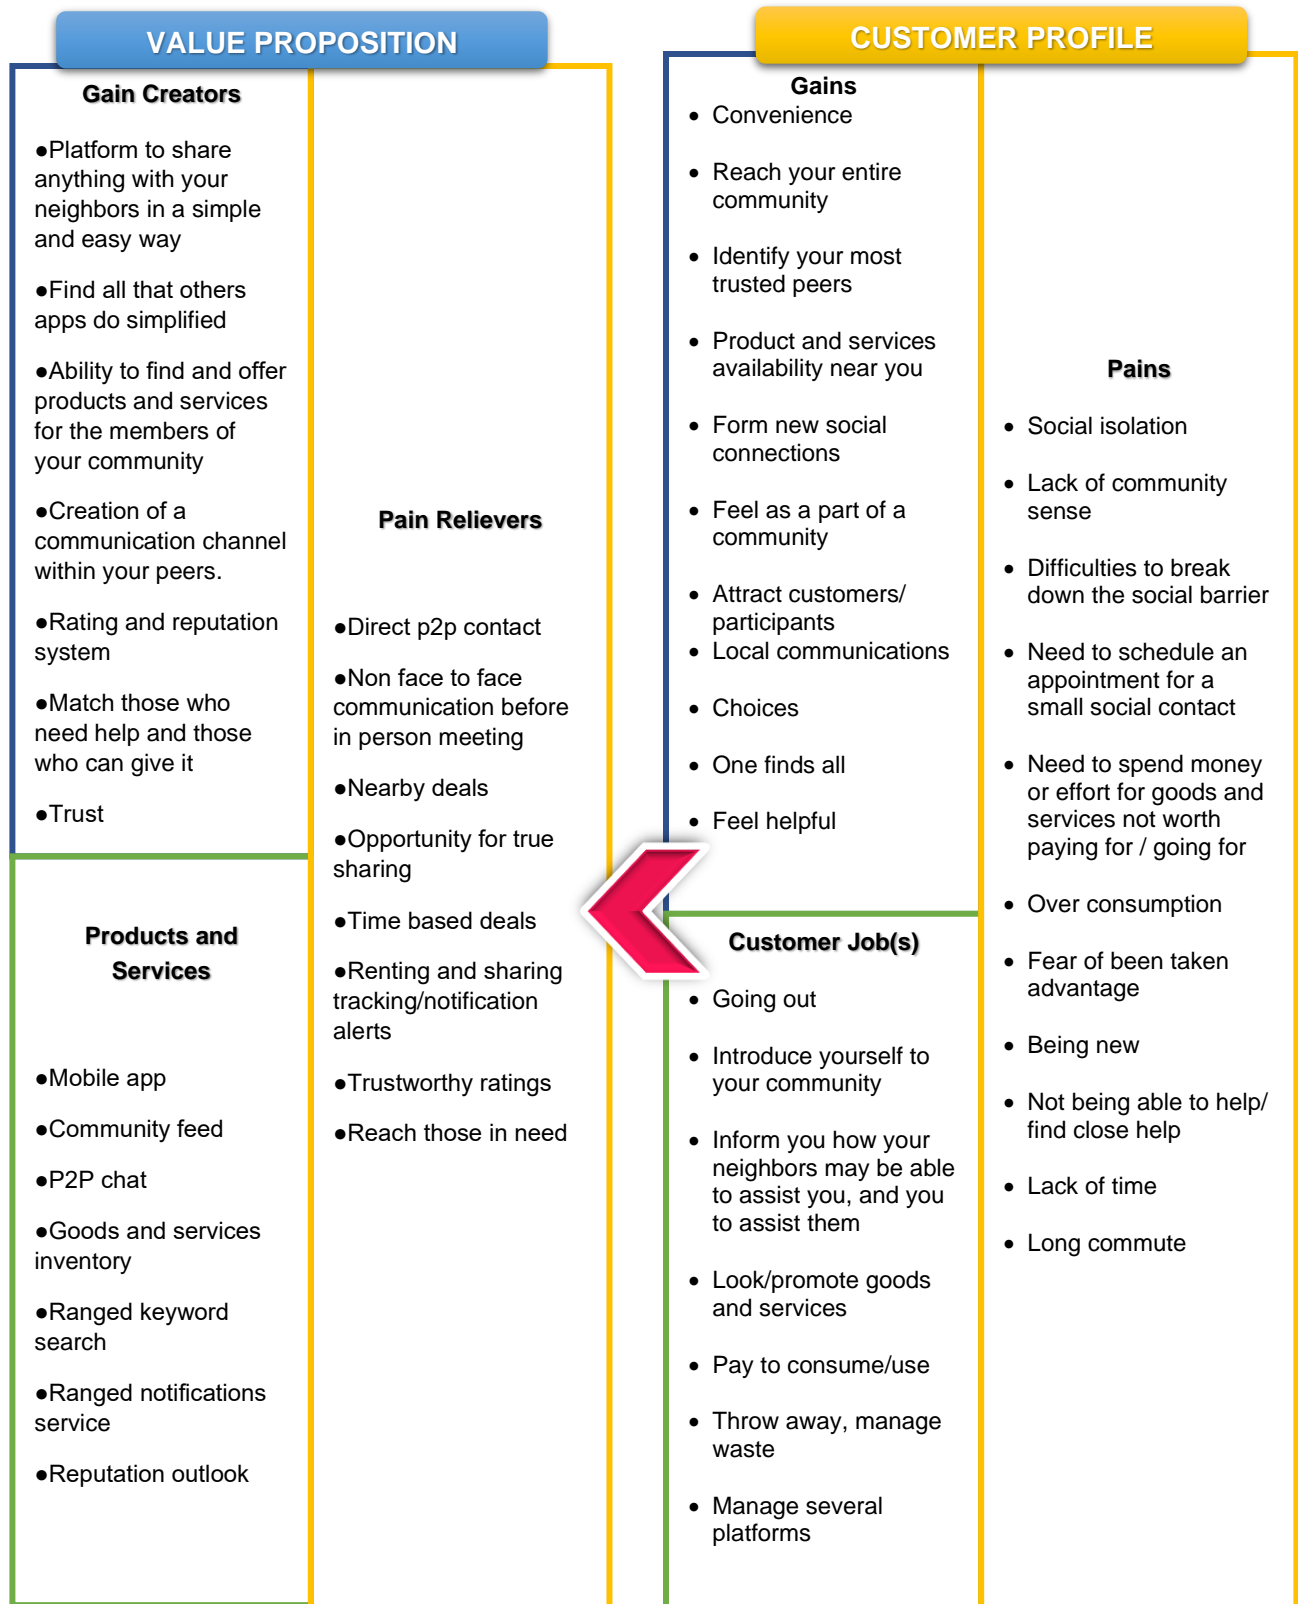 VALUE PROPOSITION
Gain Creators
●Platform to share
anything with your
neighbors in a simple
and easy way
●Find all that others
apps do simplified
●Ability to find and offer
products and services
for the members of
your community
●Creation of a
communication channel
within your peers.
●Rating and reputation
system
●Match those who
need help and those
who can give it
●Trust
Products and
Services
●Mobile app
●Community feed
●P2P chat
●Goods and services
inventory
●Ranged keyword
search
●Ranged notifications
service
●Reputation outlook
Pain Relievers
●Direct p2p contact
●Non face to face
communication before
in person meeting
●Nearby deals
●Opportunity for true
sharing
●Time based deals
●Renting and sharing
tracking/notification
alerts
●Trustworthy ratings
●Reach those in need
CUSTOMER PROFILE
Gains
• Convenience
• Reach your entire
community
• Identify your most
trusted peers
• Product and services
availability near you
• Form new social
connections
• Feel as a part of a
community
• Attract customers/
participants
• Local communications
• Choices
• One finds all
• Feel helpful
Customer Job(s)
• Going out
• Introduce yourself to
your community
• Inform you how your
neighbors may be able
to assist you, and you
to assist them
• Look/promote goods
and services
• Pay to consume/use
• Throw away, manage
waste
• Manage several
platforms
Pains
• Social isolation
• Lack of community
sense
• Difficulties to break
down the social barrier
• Need to schedule an
appointment for a
small social contact
• Need to spend money
or effort for goods and
services not worth
paying for / going for
• Over consumption
• Fear of been taken
advantage
• Being new
• Not being able to help/
find close help
• Lack of time
• Long commute